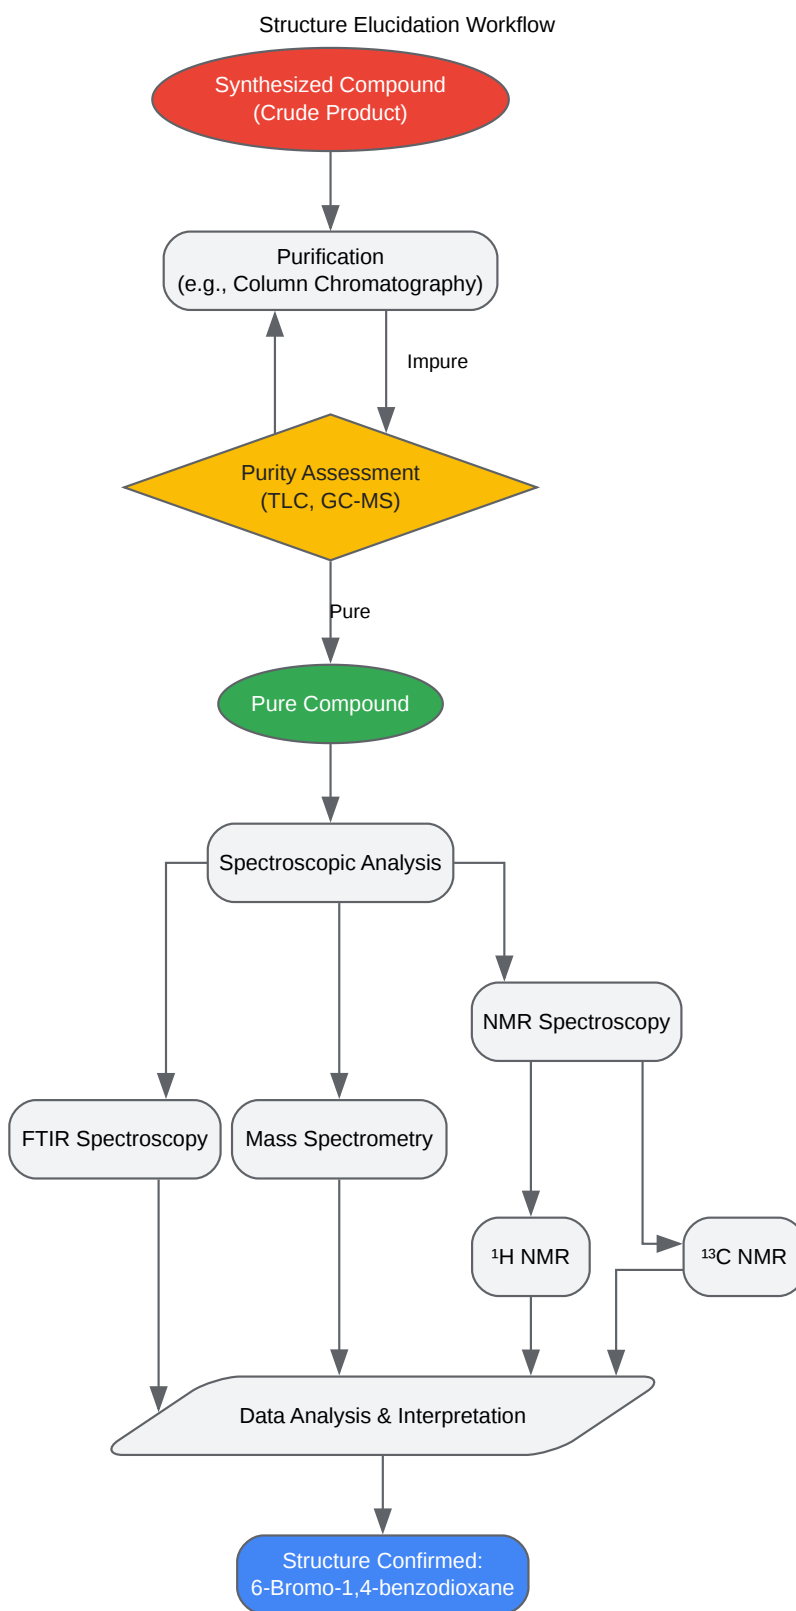 Structure Elucidation Workflow
Synthesized Compound
(Crude Product)
Purification
(e.g., Column Chromatography)
Impure
Purity Assessment
(TLC, GC-MS)
Pure
Pure Compound
Spectroscopic Analysis
NMR Spectroscopy
FTIR Spectroscopy
Mass Spectrometry
¹H NMR
¹³C NMR
Data Analysis & Interpretation
Structure Confirmed:
6-Bromo-1,4-benzodioxane